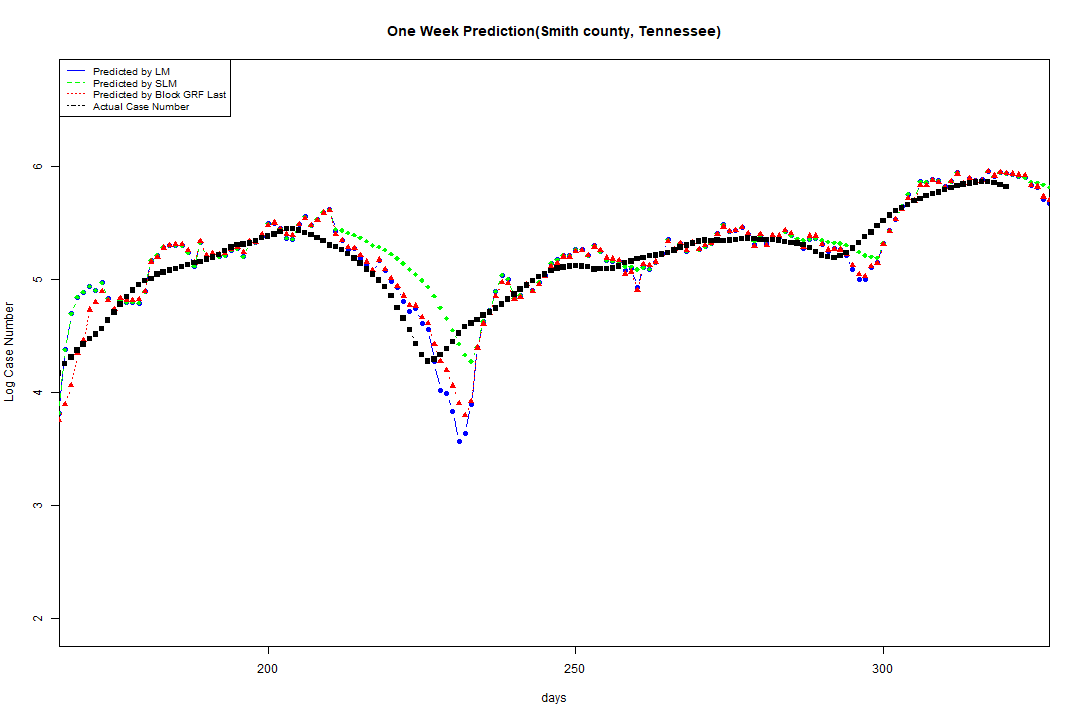 One Week Prediction(Smith county, Tennessee)
Predicted by LM
Predicted by SLM
Predicted by Block GRF Last
Actual Case Number
6
5
4
3
2
Log Case Number
200
250
300
days